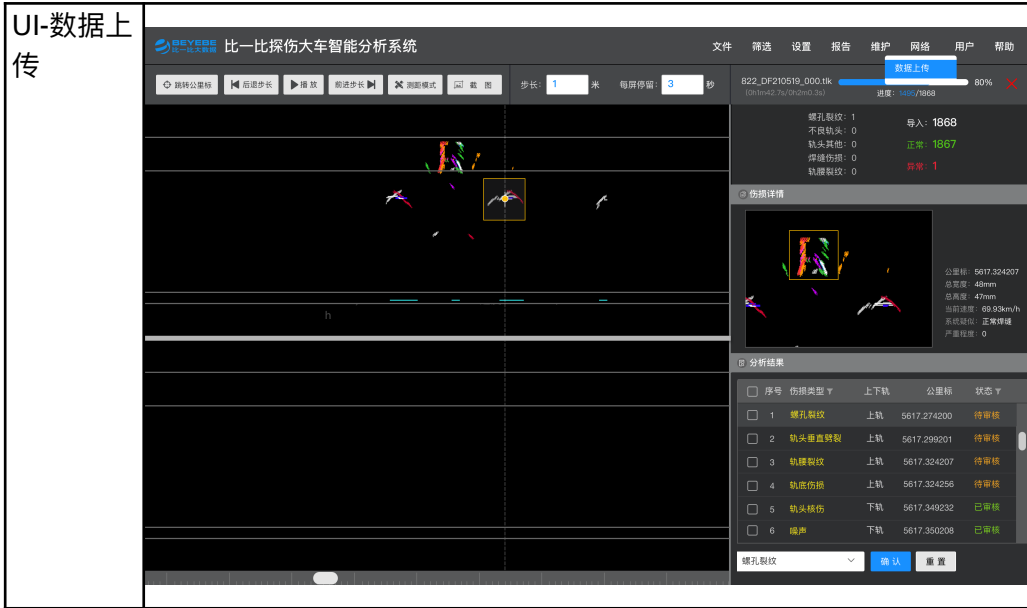 UI-数据上
传
BEYEBE
比一比大数据
比一比探伤大车智能分析系统
文件 筛选 设置 报告 维护 网络 用户 帮助
数据上传
跳转公里标 后退步长 播 放 前进步长 测距模式 截 图 步长: 1 米 每屏停留: 3 秒
822_DF210519_000.tlk 80%
(0h1m42.7s/0h2m0.3s) 进度: 1495/1868
螺孔裂纹: 1
不良轨头: 0
轨头其他: 0
焊缝伤损: 0
轨腰裂纹: 0
导入: 1868
正常: 1867
异常: 1
伤损详情
公里标: 5617.324207
总宽度: 48mm
总高度: 47mm
当前速度: 69.93km/h
系统疑似: 正常焊缝
严重程度: 0
h
分析结果
序号 伤损类型 上下轨 公里标 状态
1 螺孔裂纹 上轨 5617.274200 待审核
2 轨头垂直劈裂 上轨 5617.299201 待审核
3 轨腰裂纹 上轨 5617.324207 待审核
4 轨底伤损 上轨 5617.324256 待审核
5 轨头核伤 下轨 5617.349232 已审核
6 噪声 下轨 5617.350208 已审核
螺孔裂纹 确 认 重 置